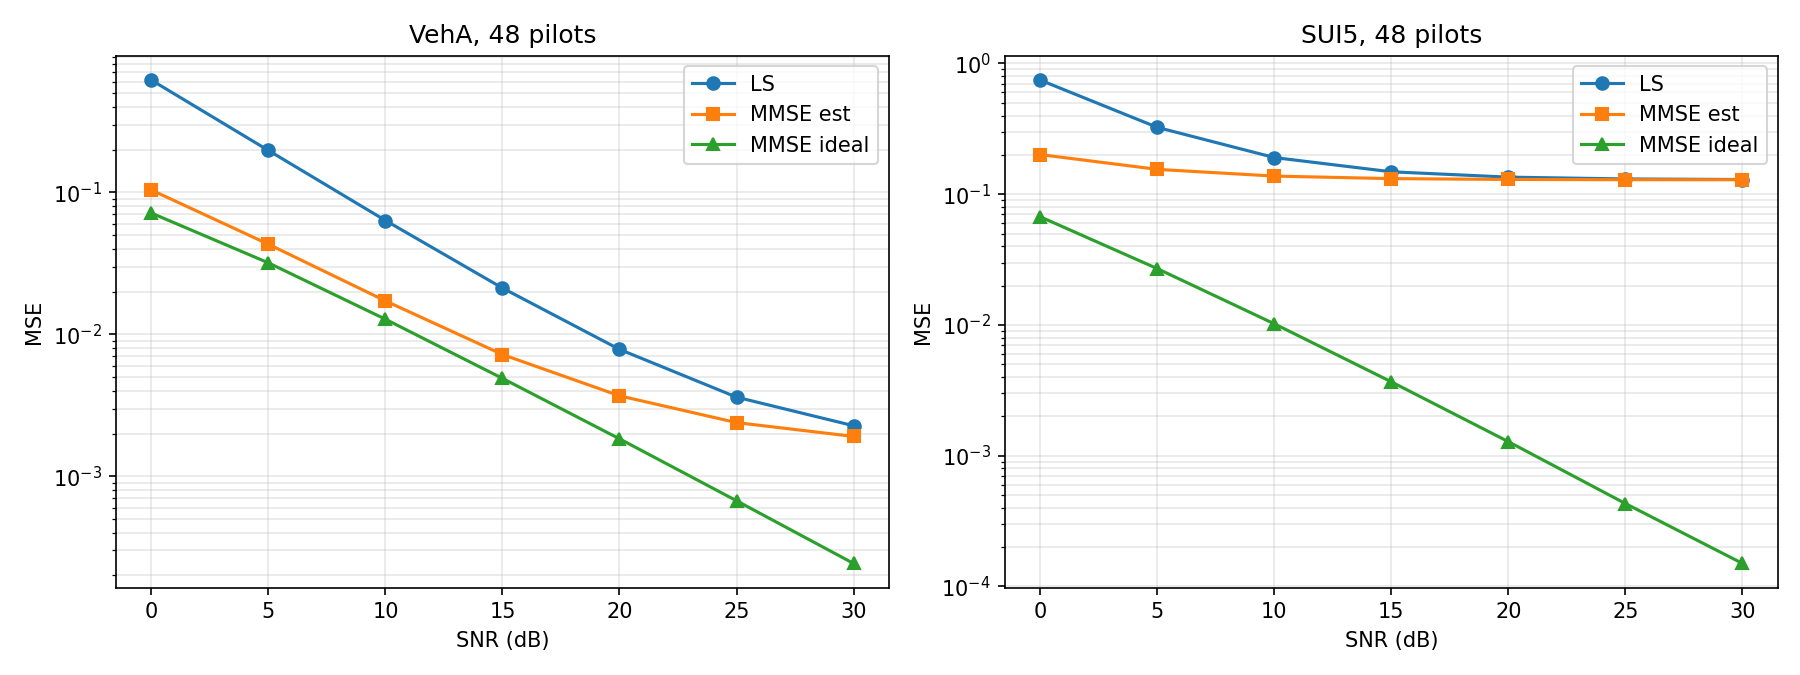 VehA, 48 pilots
LS
MMSE est
MMSE ideal
MSE
10⁻¹
10⁻²
10⁻³
0 5 10 15 20 25 30
SNR (dB)
SUI5, 48 pilots
LS
MMSE est
MMSE ideal
MSE
10⁰
10⁻¹
10⁻²
10⁻³
10⁻⁴
0 5 10 15 20 25 30
SNR (dB)